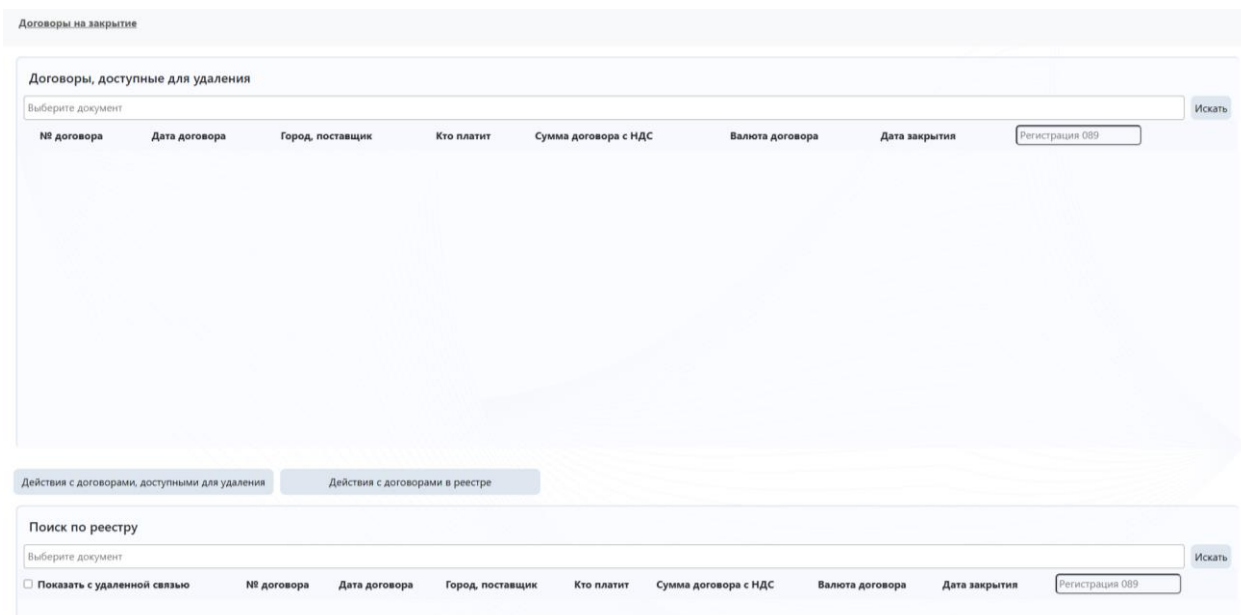 Договоры на закрытие
Договоры, доступные для удаления
Выберите документ Искать
№ договора Дата договора Город, поставщик Кто платит Сумма договора с НДС Валюта договора Дата закрытия Регистрация 089
Действия с договорами, доступными для удаления Действия с договорами в реестре
Поиск по реестру
Выберите документ Искать
Показать с удаленной связью № договора Дата договора Город, поставщик Кто платит Сумма договора с НДС Валюта договора Дата закрытия Регистрация 089